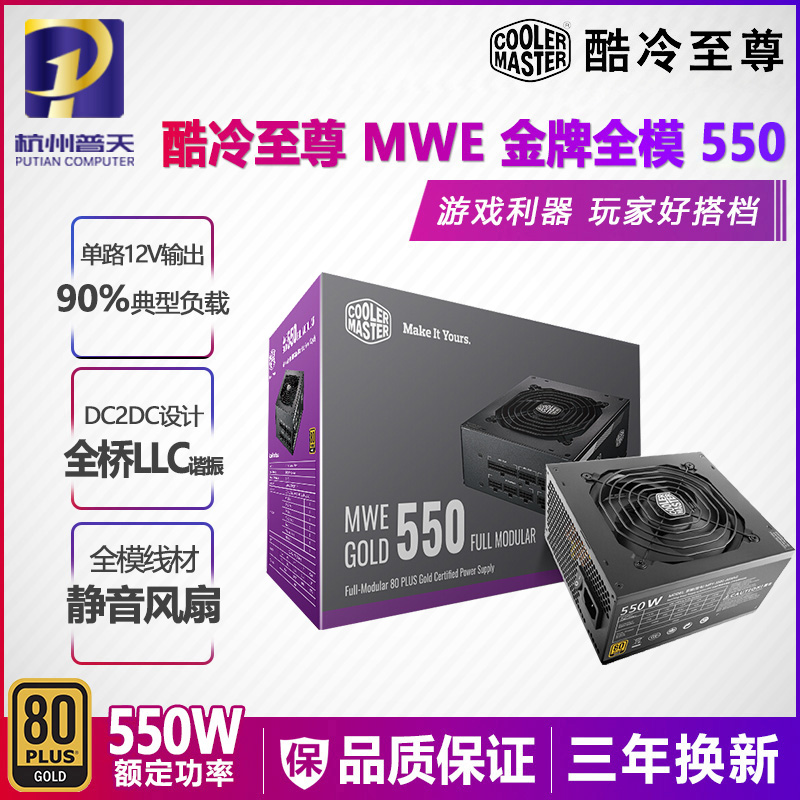 COOLER
MASTER
酷冷至尊
杭州普天
PUTIAN COMPUTER
酷冷至尊 MWE 金牌全模 550
游戏利器 玩家好搭档
单路12V输出
90%典型负载
DC2DC设计
全桥LLC谐振
全模线材
静音风扇
COOLER
MASTER
Make It Yours.
MWE
GOLD
550
FULL MODULAR
Full-Modular 80 PLUS Gold Certified Power Supply
550W
80
PLUS
GOLD
550W
额定功率
保
品质保证
三年换新